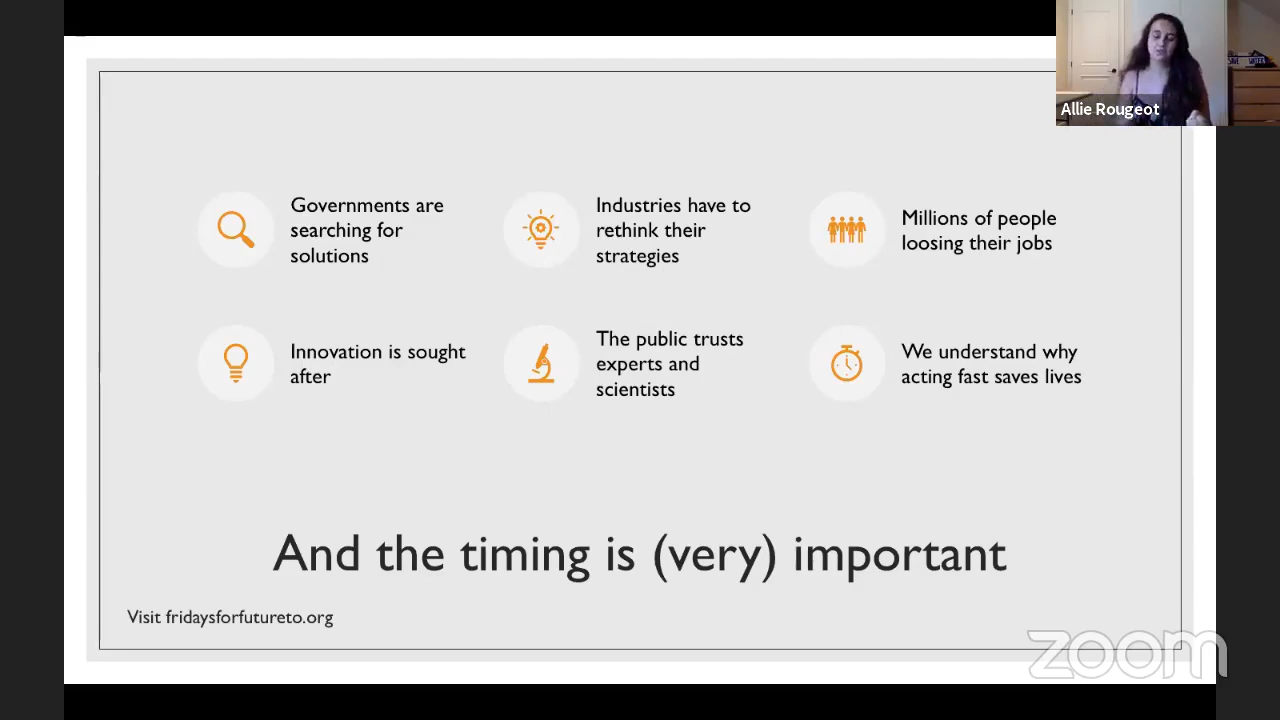 Allie Rougeot
Governments are
searching for
solutions
Industries have to
rethink their
strategies
Millions of people
loosing their jobs
Innovation is sought
after
The public trusts
experts and
scientists
We understand why
acting fast saves lives
And the timing is (very) important
Visit fridaysforfutureto.org
zoom